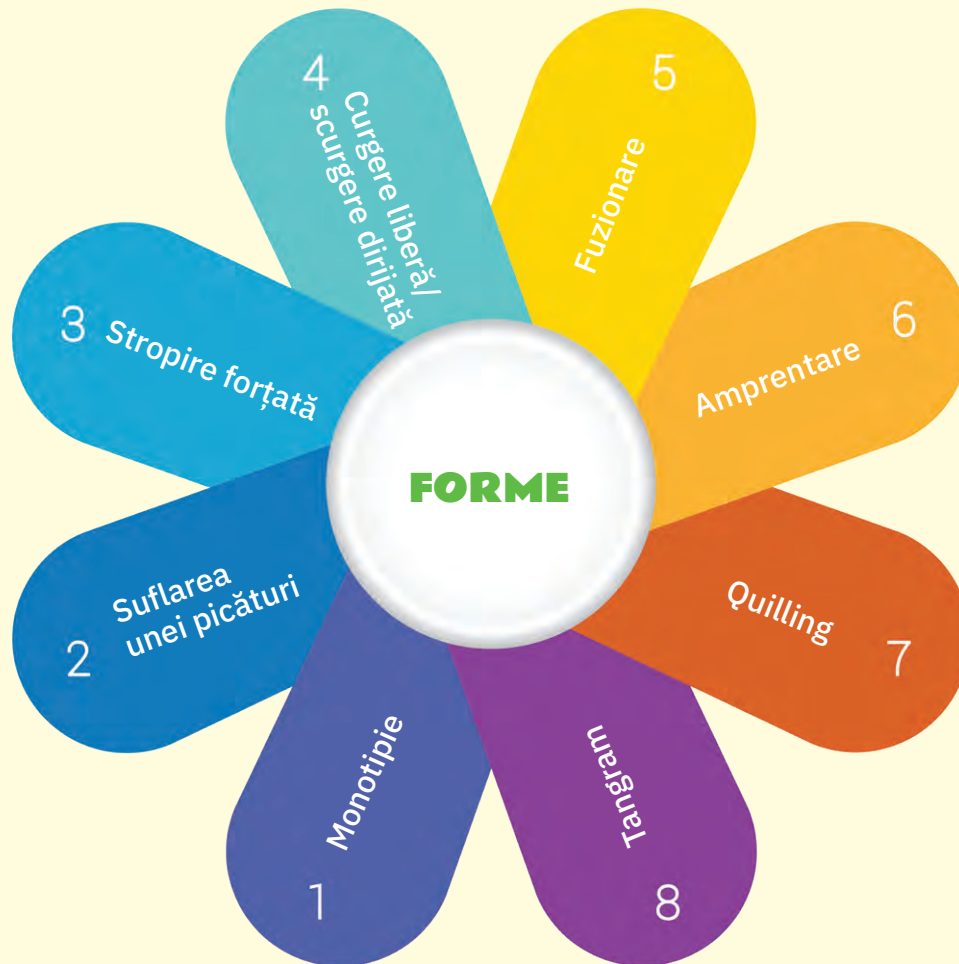 FORME
1
Monotipie
2
Suflarea
unei picături
3
Stropire forțată
4
Curgere liberă/
scurgere dirijată
5
Fuzionare
6
Amprentare
7
Quilling
8
Tangram